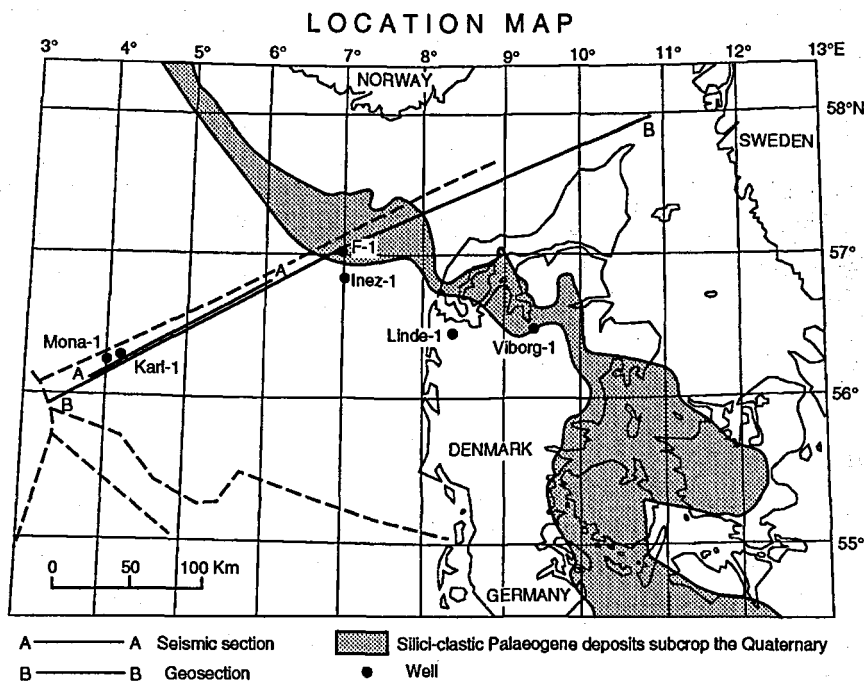 LOCATION MAP
3° 4° 5° 6° 7° 8° 9° 10° 11° 12° 13°E
NORWAY
58°N
B
SWEDEN
57°
F-1
A
Inez-1
Mona-1
Karl-1
Linde-1
Viborg-1
A
B
56°
DENMARK
55°
0 50 100 Km
GERMANY
A A Seismic section
Silici-clastic Palaeogene deposits subcrop the Quaternary
B B Geosection
Well